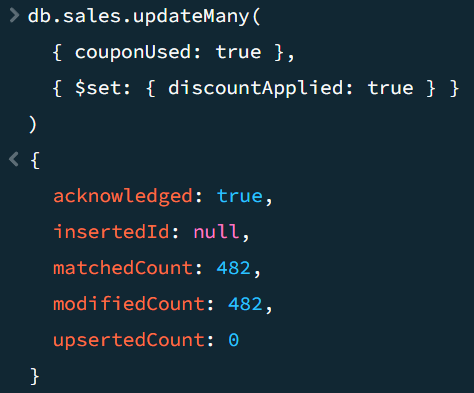 > db.sales.updateMany(
{ couponUsed: true },
{ $set: { discountApplied: true } }
)
< {
acknowledged: true,
insertedId: null,
matchedCount: 482,
modifiedCount: 482,
upsertedCount: 0
}